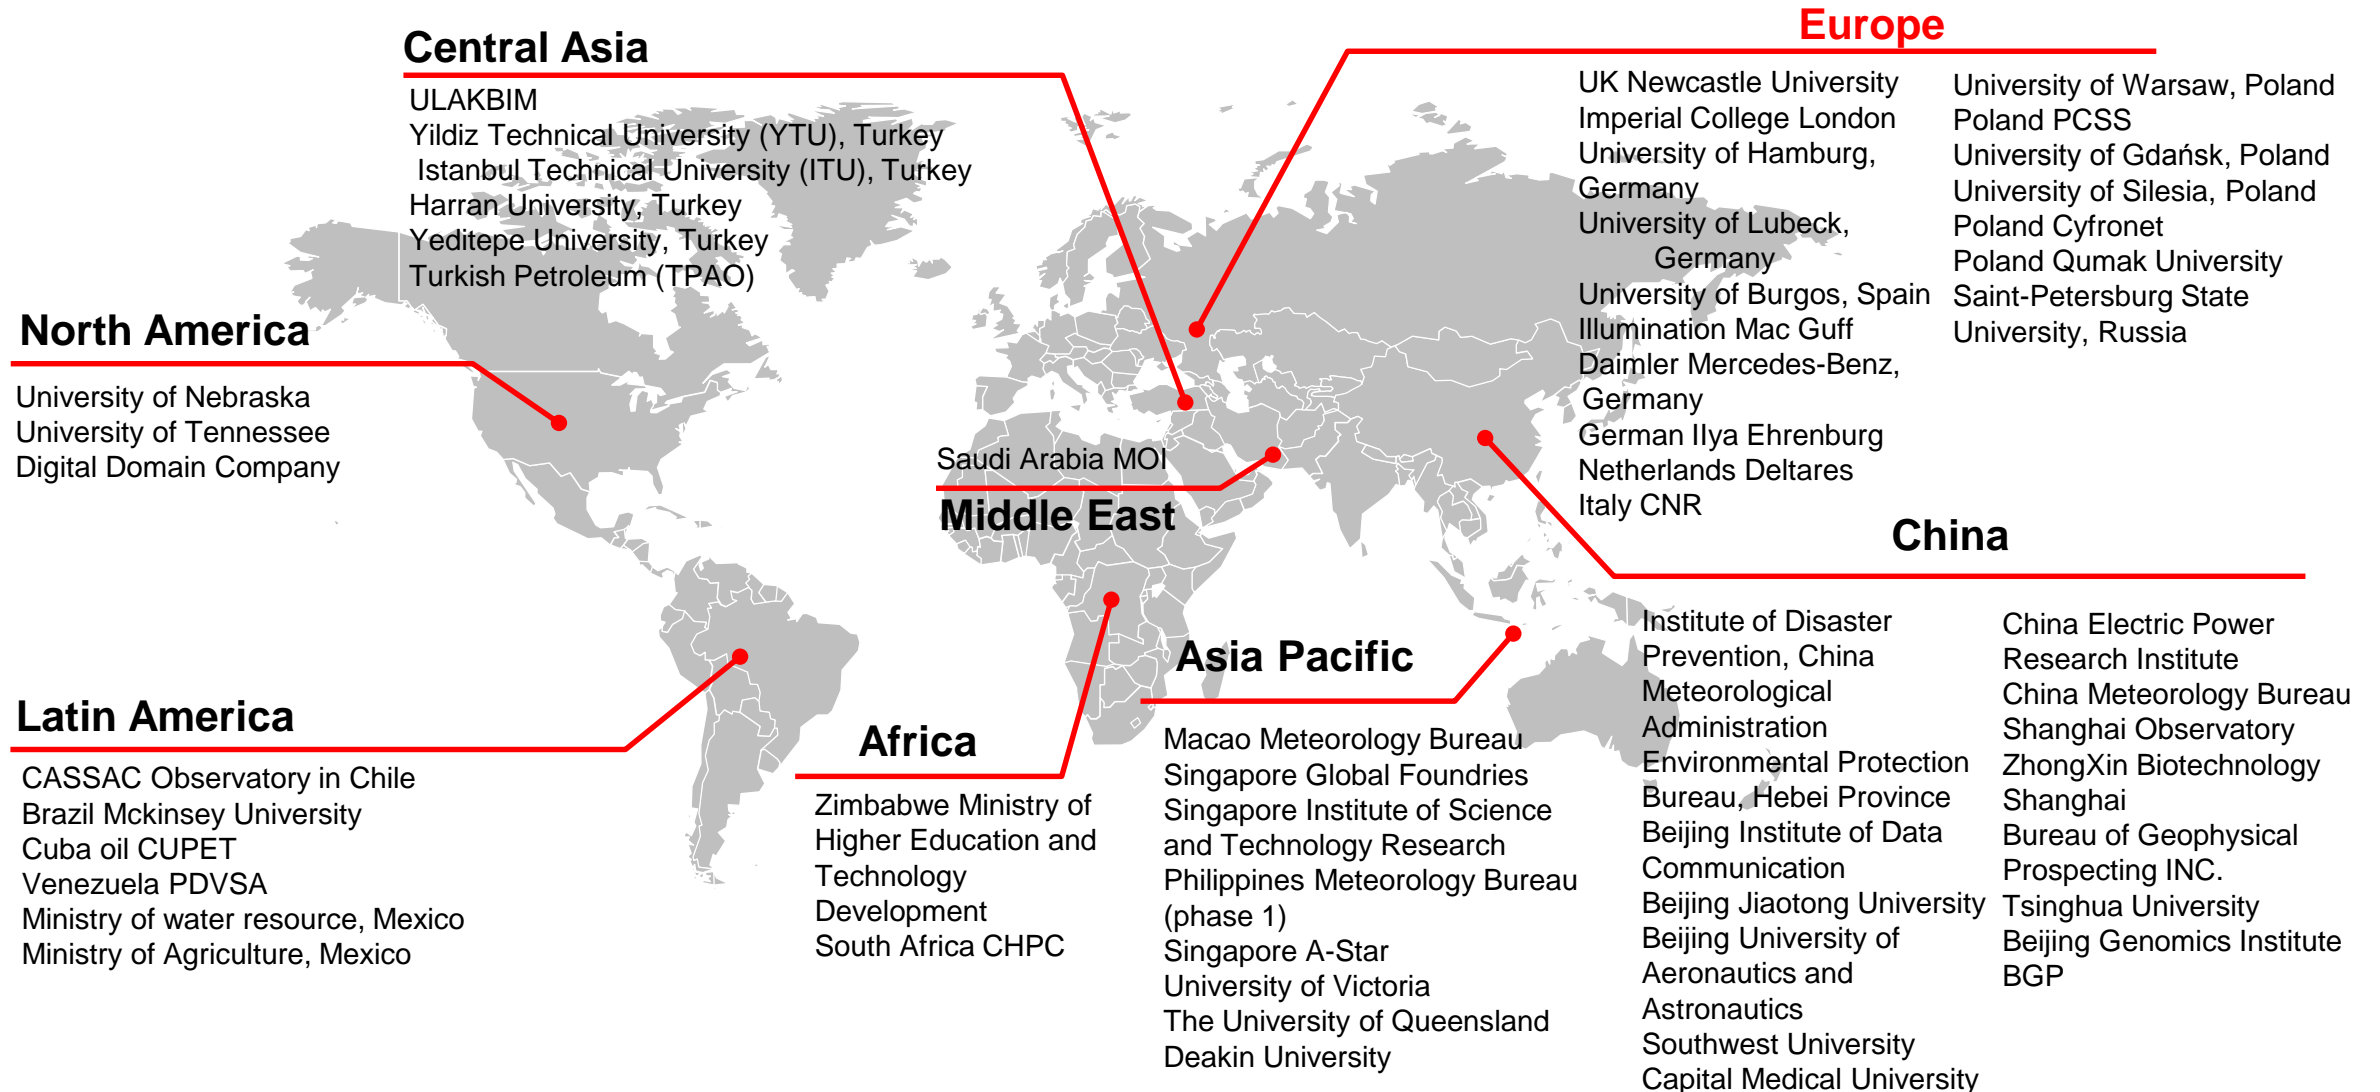 Central Asia
ULAKBIM
Yildiz Technical University (YTU), Turkey
Istanbul Technical University (ITU), Turkey
Harran University, Turkey
Yeditepe University, Turkey
Turkish Petroleum (TPAO)
Europe
UK Newcastle University
Imperial College London
University of Hamburg,
Germany
University of Lubeck,
Germany
University of Burgos, Spain
Illumination Mac Guff
Daimler Mercedes-Benz,
Germany
German IIya Ehrenburg
Netherlands Deltares
Italy CNR
University of Warsaw, Poland
Poland PCSS
University of Gdańsk, Poland
University of Silesia, Poland
Poland Cyfronet
Poland Qumak University
Saint-Petersburg State
University, Russia
North America
University of Nebraska
University of Tennessee
Digital Domain Company
Saudi Arabia MOI
Middle East
China
Institute of Disaster
Prevention, China
Meteorological
Administration
Environmental Protection
Bureau, Hebei Province
Beijing Institute of Data
Communication
Beijing Jiaotong University
Beijing University of
Aeronautics and
Astronautics
Southwest University
Capital Medical University
China Electric Power
Research Institute
China Meteorology Bureau
Shanghai Observatory
ZhongXin Biotechnology
Shanghai
Bureau of Geophysical
Prospecting INC.
Tsinghua University
Beijing Genomics Institute
BGP
Latin America
CASSAC Observatory in Chile
Brazil Mckinsey University
Cuba oil CUPET
Venezuela PDVSA
Ministry of water resource, Mexico
Ministry of Agriculture, Mexico
Africa
Zimbabwe Ministry of
Higher Education and
Technology
Development
South Africa CHPC
Asia Pacific
Macao Meteorology Bureau
Singapore Global Foundries
Singapore Institute of Science
and Technology Research
Philippines Meteorology Bureau
(phase 1)
Singapore A-Star
University of Victoria
The University of Queensland
Deakin University